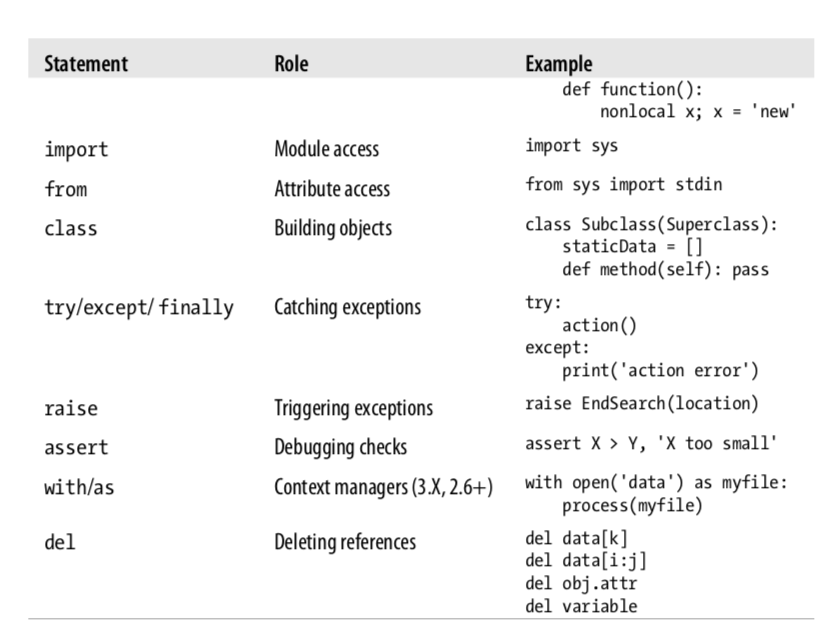 Statement Role Example
def function():
nonlocal x; x = 'new'
import Module access import sys
from Attribute access from sys import stdin
class Building objects class Subclass(Superclass):
staticData = []
def method(self): pass
try/except/ finally Catching exceptions try:
action()
except:
print('action error')
raise Triggering exceptions raise EndSearch(location)
assert Debugging checks assert X > Y, 'X too small'
with/as Context managers (3.X, 2.6+) with open('data') as myfile:
process(myfile)
del Deleting references del data[k]
del data[i:j]
del obj.attr
del variable